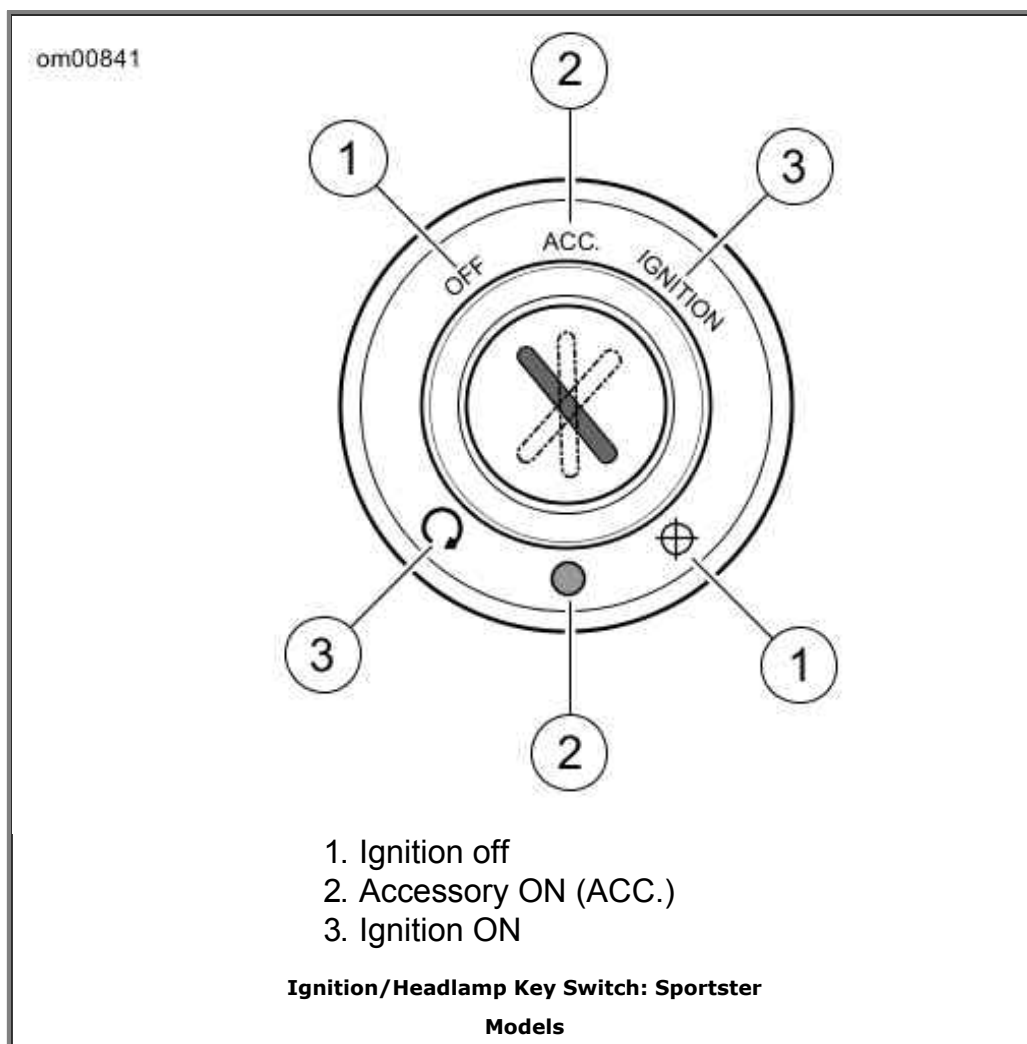 om00841
2
1
3
OFF
ACC.
IGNITION
3
1
2
1. Ignition off
2. Accessory ON (ACC.)
3. Ignition ON
Ignition/Headlamp Key Switch: Sportster
Models